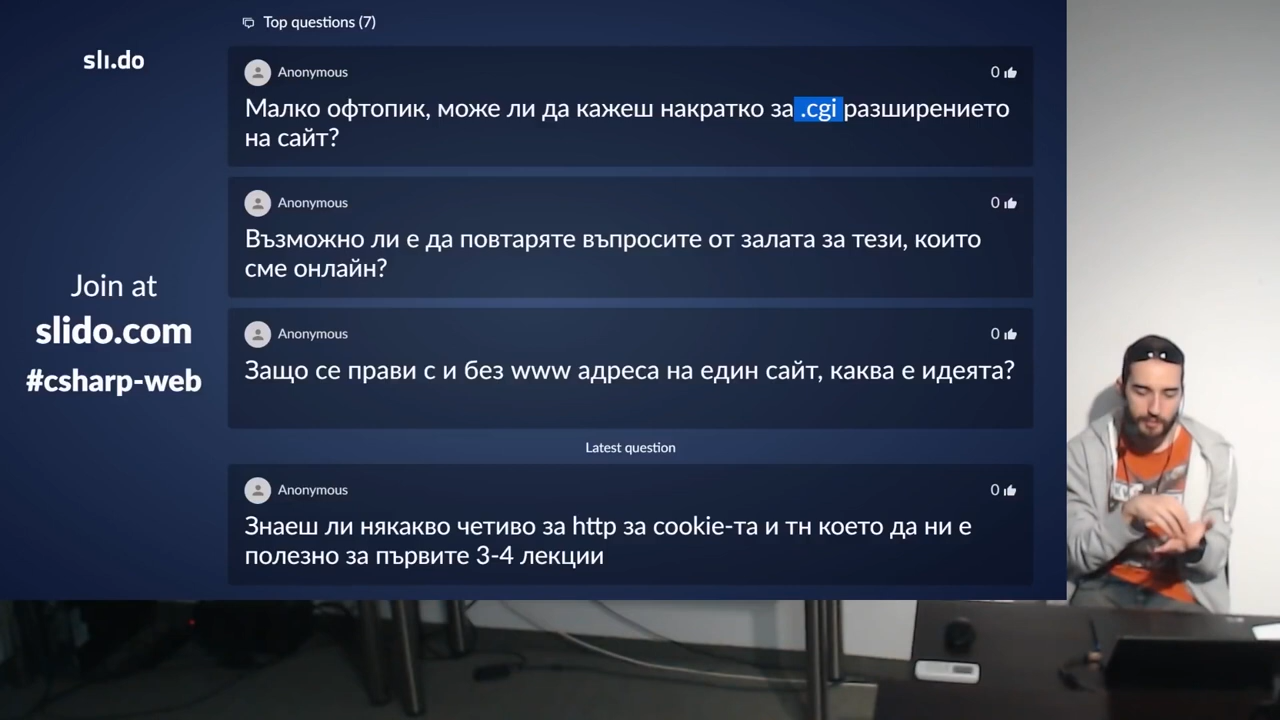 Top questions (7)
sli.do
Anonymous
0
Малко офтопик, може ли да кажеш накратко за .cgi разширението
на сайт?
Anonymous
0
Възможно ли е да повтаряте въпросите от залата за тези, които
сме онлайн?
Join at
slido.com
#csharp-web
Anonymous
0
Защо се прави с и без www адреса на един сайт, каква е идеята?
Latest question
Anonymous
0
Знаеш ли някакво четиво за http за cookie-та и тн което да ни е
полезно за първите 3-4 лекции